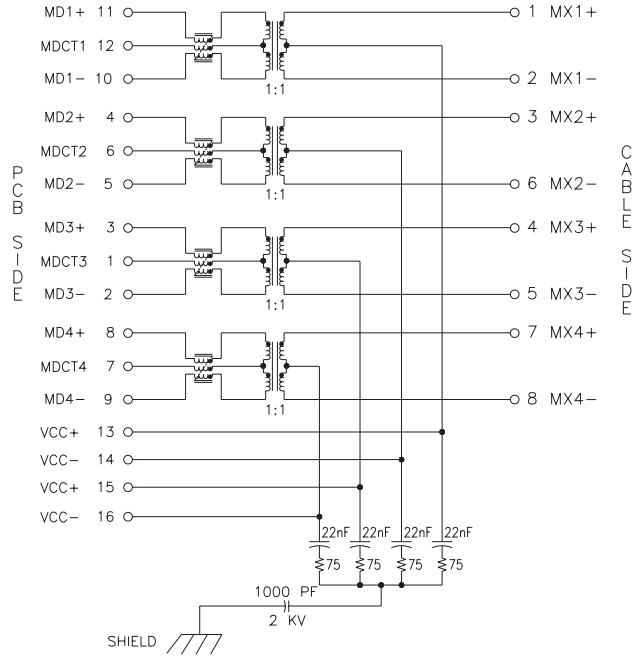 MD1+ 11 1 MX1+
MDCT1 12
MD1- 10 2 MX1-
1:1
MD2+ 4 3 MX2+
MDCT2 6
MD2- 5 6 MX2-
1:1
MD3+ 3 4 MX3+
MDCT3 1
MD3- 2 5 MX3-
1:1
MD4+ 8 7 MX4+
MDCT4 7
MD4- 9 8 MX4-
1:1
PCB SIDE
CABLE SIDE
VCC+ 13
VCC- 14
VCC+ 15
VCC- 16
22nF 22nF 22nF 22nF
75 75 75 75
1000 PF
2 KV
SHIELD